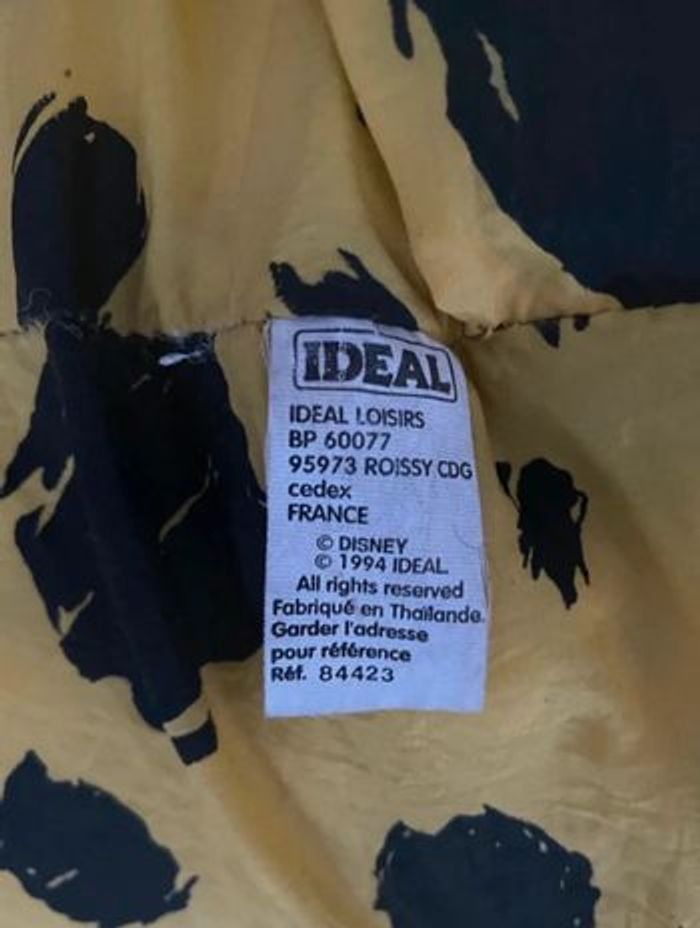 IDEAL
IDEAL LOISIRS
BP 60077
95973 ROISSY CDG
cedex
FRANCE
© DISNEY
© 1994 IDEAL
All rights reserved
Fabriqué en Thaïlande.
Garder l'adresse
pour référence
Réf. 84423